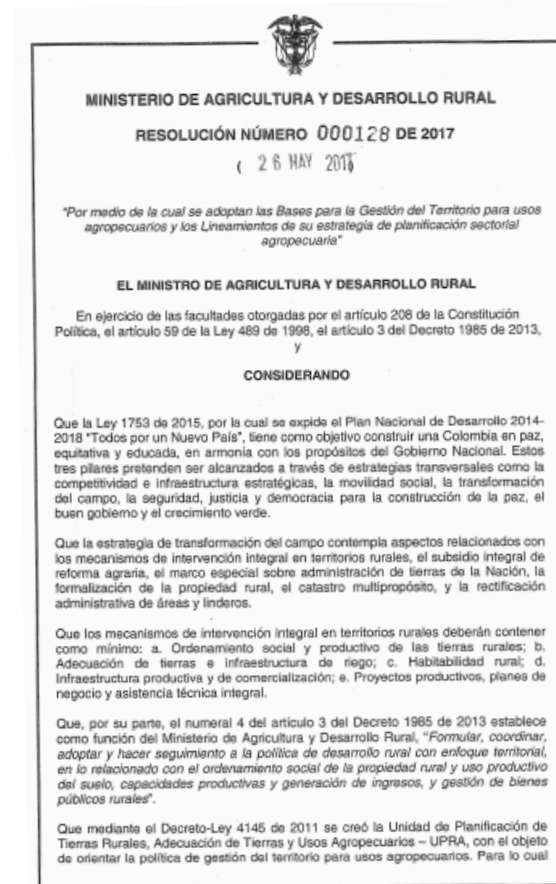 MINISTERIO DE AGRICULTURA Y DESARROLLO RURAL
RESOLUCIÓN NÚMERO 000128 DE 2017
( 26 MAY 2017
"Por medio de la cual se adoptan las Bases para la Gestión del Territorio para usos
agropecuarios y los Lineamientos de su estrategia de planificación sectorial
agropecuaria"
EL MINISTRO DE AGRICULTURA Y DESARROLLO RURAL
En ejercicio de las facultades otorgadas por el artículo 208 de la Constitución
Política, el artículo 59 de la Ley 489 de 1998, el artículo 3 del Decreto 1985 de 2013,
y
CONSIDERANDO
Que la Ley 1753 de 2015, por la cual se expide el Plan Nacional de Desarrollo 2014-
2018 "Todos por un Nuevo País", tiene como objetivo construir una Colombia en paz,
equitativa y educada, en armonía con los propósitos del Gobierno Nacional. Estos
tres pilares pretenden ser alcanzados a través de estrategias transversales como la
competitividad e infraestructura estratégicas, la movilidad social, la transformación
del campo, la seguridad, justicia y democracia para la construcción de la paz, el
buen gobierno y el crecimiento verde.
Que la estrategia de transformación del campo contempla aspectos relacionados con
los mecanismos de intervención integral en territorios rurales, el subsidio integral de
reforma agraria, el marco especial sobre administración de tierras de la Nación, la
formalización de la propiedad rural, el catastro multipropósito, y la rectificación
administrativa de áreas y linderos.
Que los mecanismos de intervención integral en territorios rurales deberán contener
como mínimo: a. Ordenamiento social y productivo de las tierras rurales; b.
Adecuación de tierras e infraestructura de riego; c. Habitabilidad rural; d.
Infraestructura productiva y de comercialización; e. Proyectos productivos, planes de
negocio y asistencia técnica integral.
Que, por su parte, el numeral 4 del artículo 3 del Decreto 1985 de 2013 establece
como función del Ministerio de Agricultura y Desarrollo Rural, "Formular, coordinar,
adoptar y hacer seguimiento a la política de desarrollo rural con enfoque territorial,
en lo relacionado con el ordenamiento social de la propiedad rural y uso productivo
del suelo, capacidades productivas y generación de ingresos, y gestión de bienes
públicos rurales".
Que mediante el Decreto-Ley 4145 de 2011 se creó la Unidad de Planificación de
Tierras Rurales, Adecuación de Tierras y Usos Agropecuarios – UPRA, con el objeto
de orientar la política de gestión del territorio para usos agropecuarios. Para lo cual